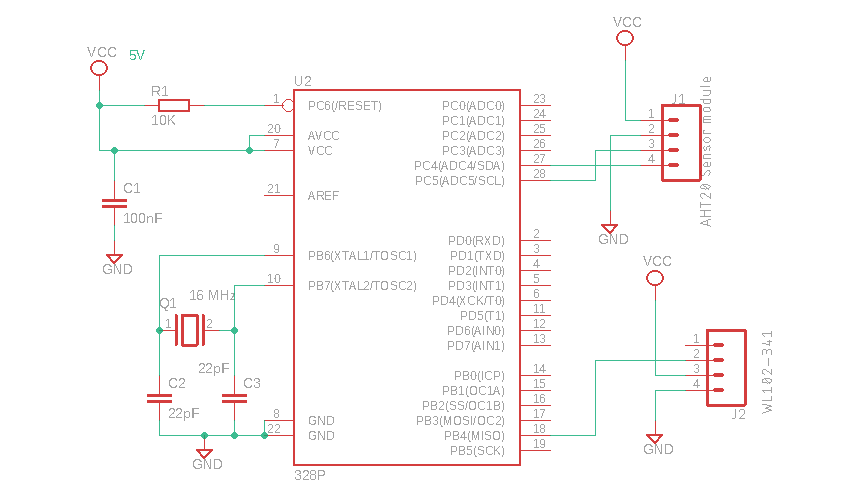 VCC
5V
R1
10K
C1
100nF
GND
Q1
16 MHz
1
2
22pF
C2
22pF
C3
GND
U2
1 PC6(/RESET)
20 AVCC
7 VCC
21 AREF
9 PB6(XTAL1/TOSC1)
10 PB7(XTAL2/TOSC2)
8 GND
22 GND
PC0(ADC0) 23
PC1(ADC1) 24
PC2(ADC2) 25
PC3(ADC3) 26
PC4(ADC4/SDA) 27
PC5(ADC5/SCL) 28
PD0(RXD) 2
PD1(TXD) 3
PD2(INT0) 4
PD3(INT1) 5
PD4(XCK/T0) 6
PD5(T1) 11
PD6(AIN0) 12
PD7(AIN1) 13
PB0(ICP) 14
PB1(OC1A) 15
PB2(SS/OC1B) 16
PB3(MOSI/OC2) 17
PB4(MISO) 18
PB5(SCK) 19
328P
VCC
J1
1
2
3
4
AHT20 Sensor module
GND
VCC
1
2
3
4
J2
WL102-341
GND